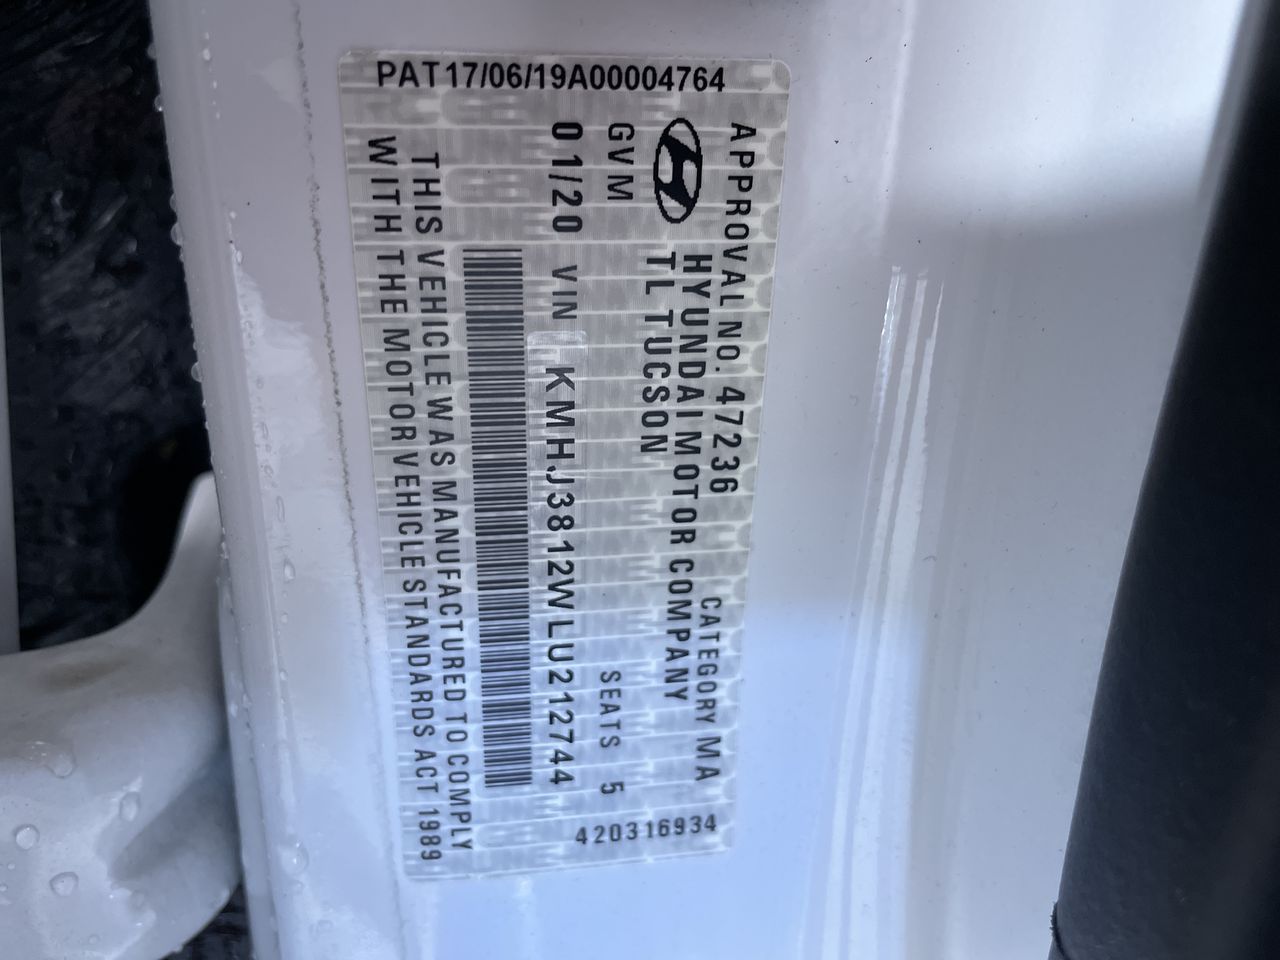 PAT17/06/19A00004764
APPROVAL NO. 47236 CATEGORY MA
HYUNDAI MOTOR COMPANY
TL TUCSON
GVM SEATS 5
01/20 VIN KMHJ3812WLU212744
THIS VEHICLE WAS MANUFACTURED TO COMPLY
WITH THE MOTOR VEHICLE STANDARDS ACT 1989
420316934